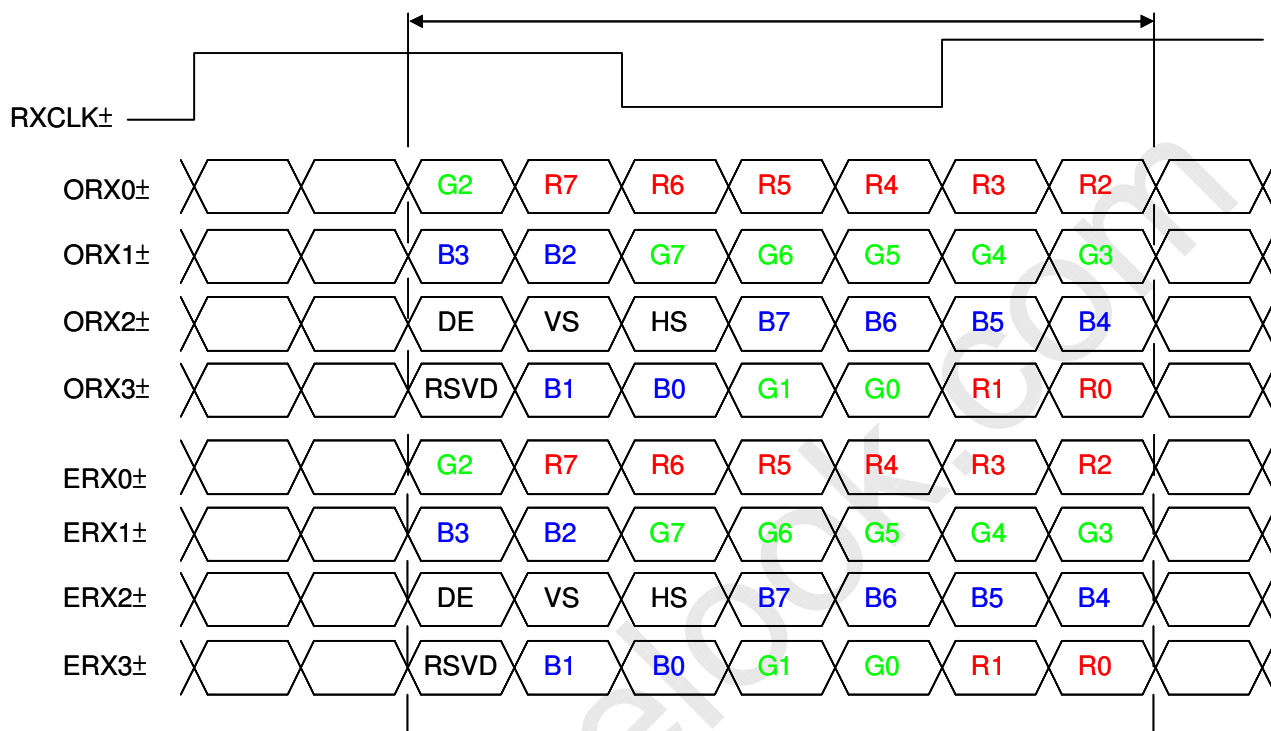 RXCLK±
ORX0± G2 R7 R6 R5 R4 R3 R2
ORX1± B3 B2 G7 G6 G5 G4 G3
ORX2± DE VS HS B7 B6 B5 B4
ORX3± RSVD B1 B0 G1 G0 R1 R0
ERX0± G2 R7 R6 R5 R4 R3 R2
ERX1± B3 B2 G7 G6 G5 G4 G3
ERX2± DE VS HS B7 B6 B5 B4
ERX3± RSVD B1 B0 G1 G0 R1 R0
elook.com